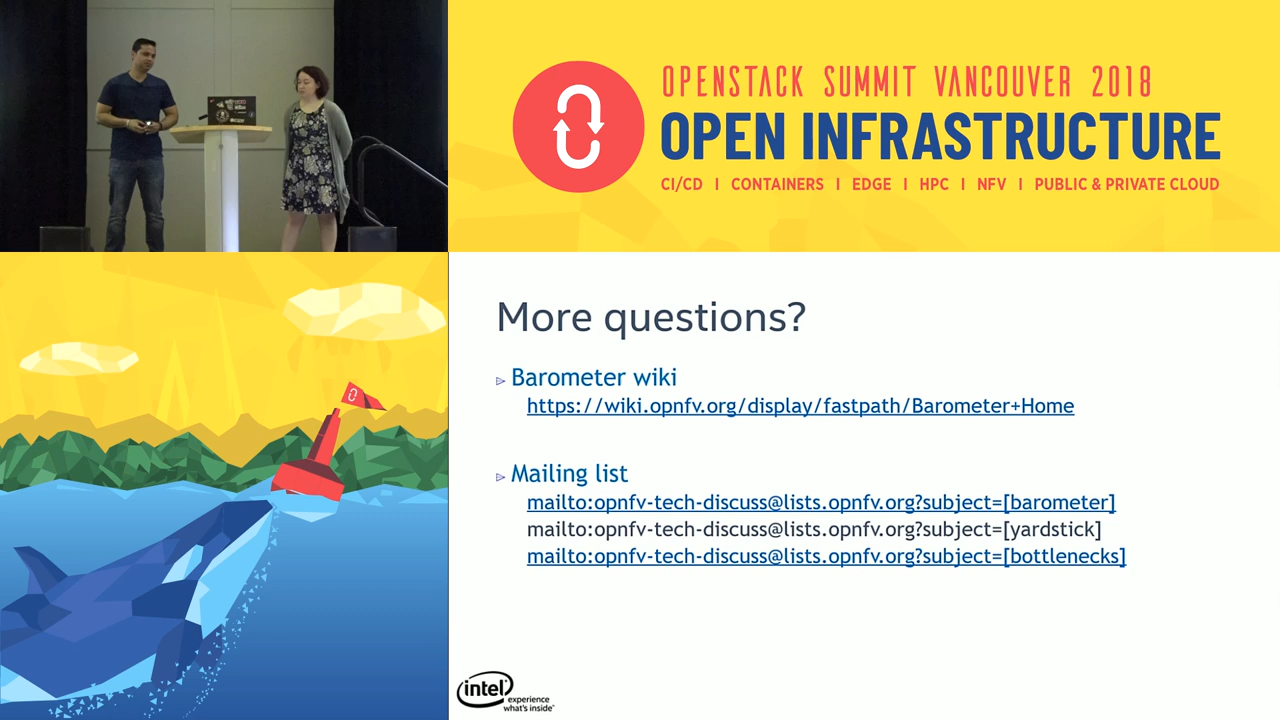 OPENSTACK SUMMIT VANCOUVER 2018
OPEN INFRASTRUCTURE
CI/CD | CONTAINERS | EDGE | HPC | NFV | PUBLIC & PRIVATE CLOUD
More questions?
Barometer wiki
https://wiki.opnfv.org/display/fastpath/Barometer+Home
Mailing list
mailto:opnfv-tech-discuss@lists.opnfv.org?subject=[barometer]
mailto:opnfv-tech-discuss@lists.opnfv.org?subject=[yardstick]
mailto:opnfv-tech-discuss@lists.opnfv.org?subject=[bottlenecks]
intel
experience
what's inside™